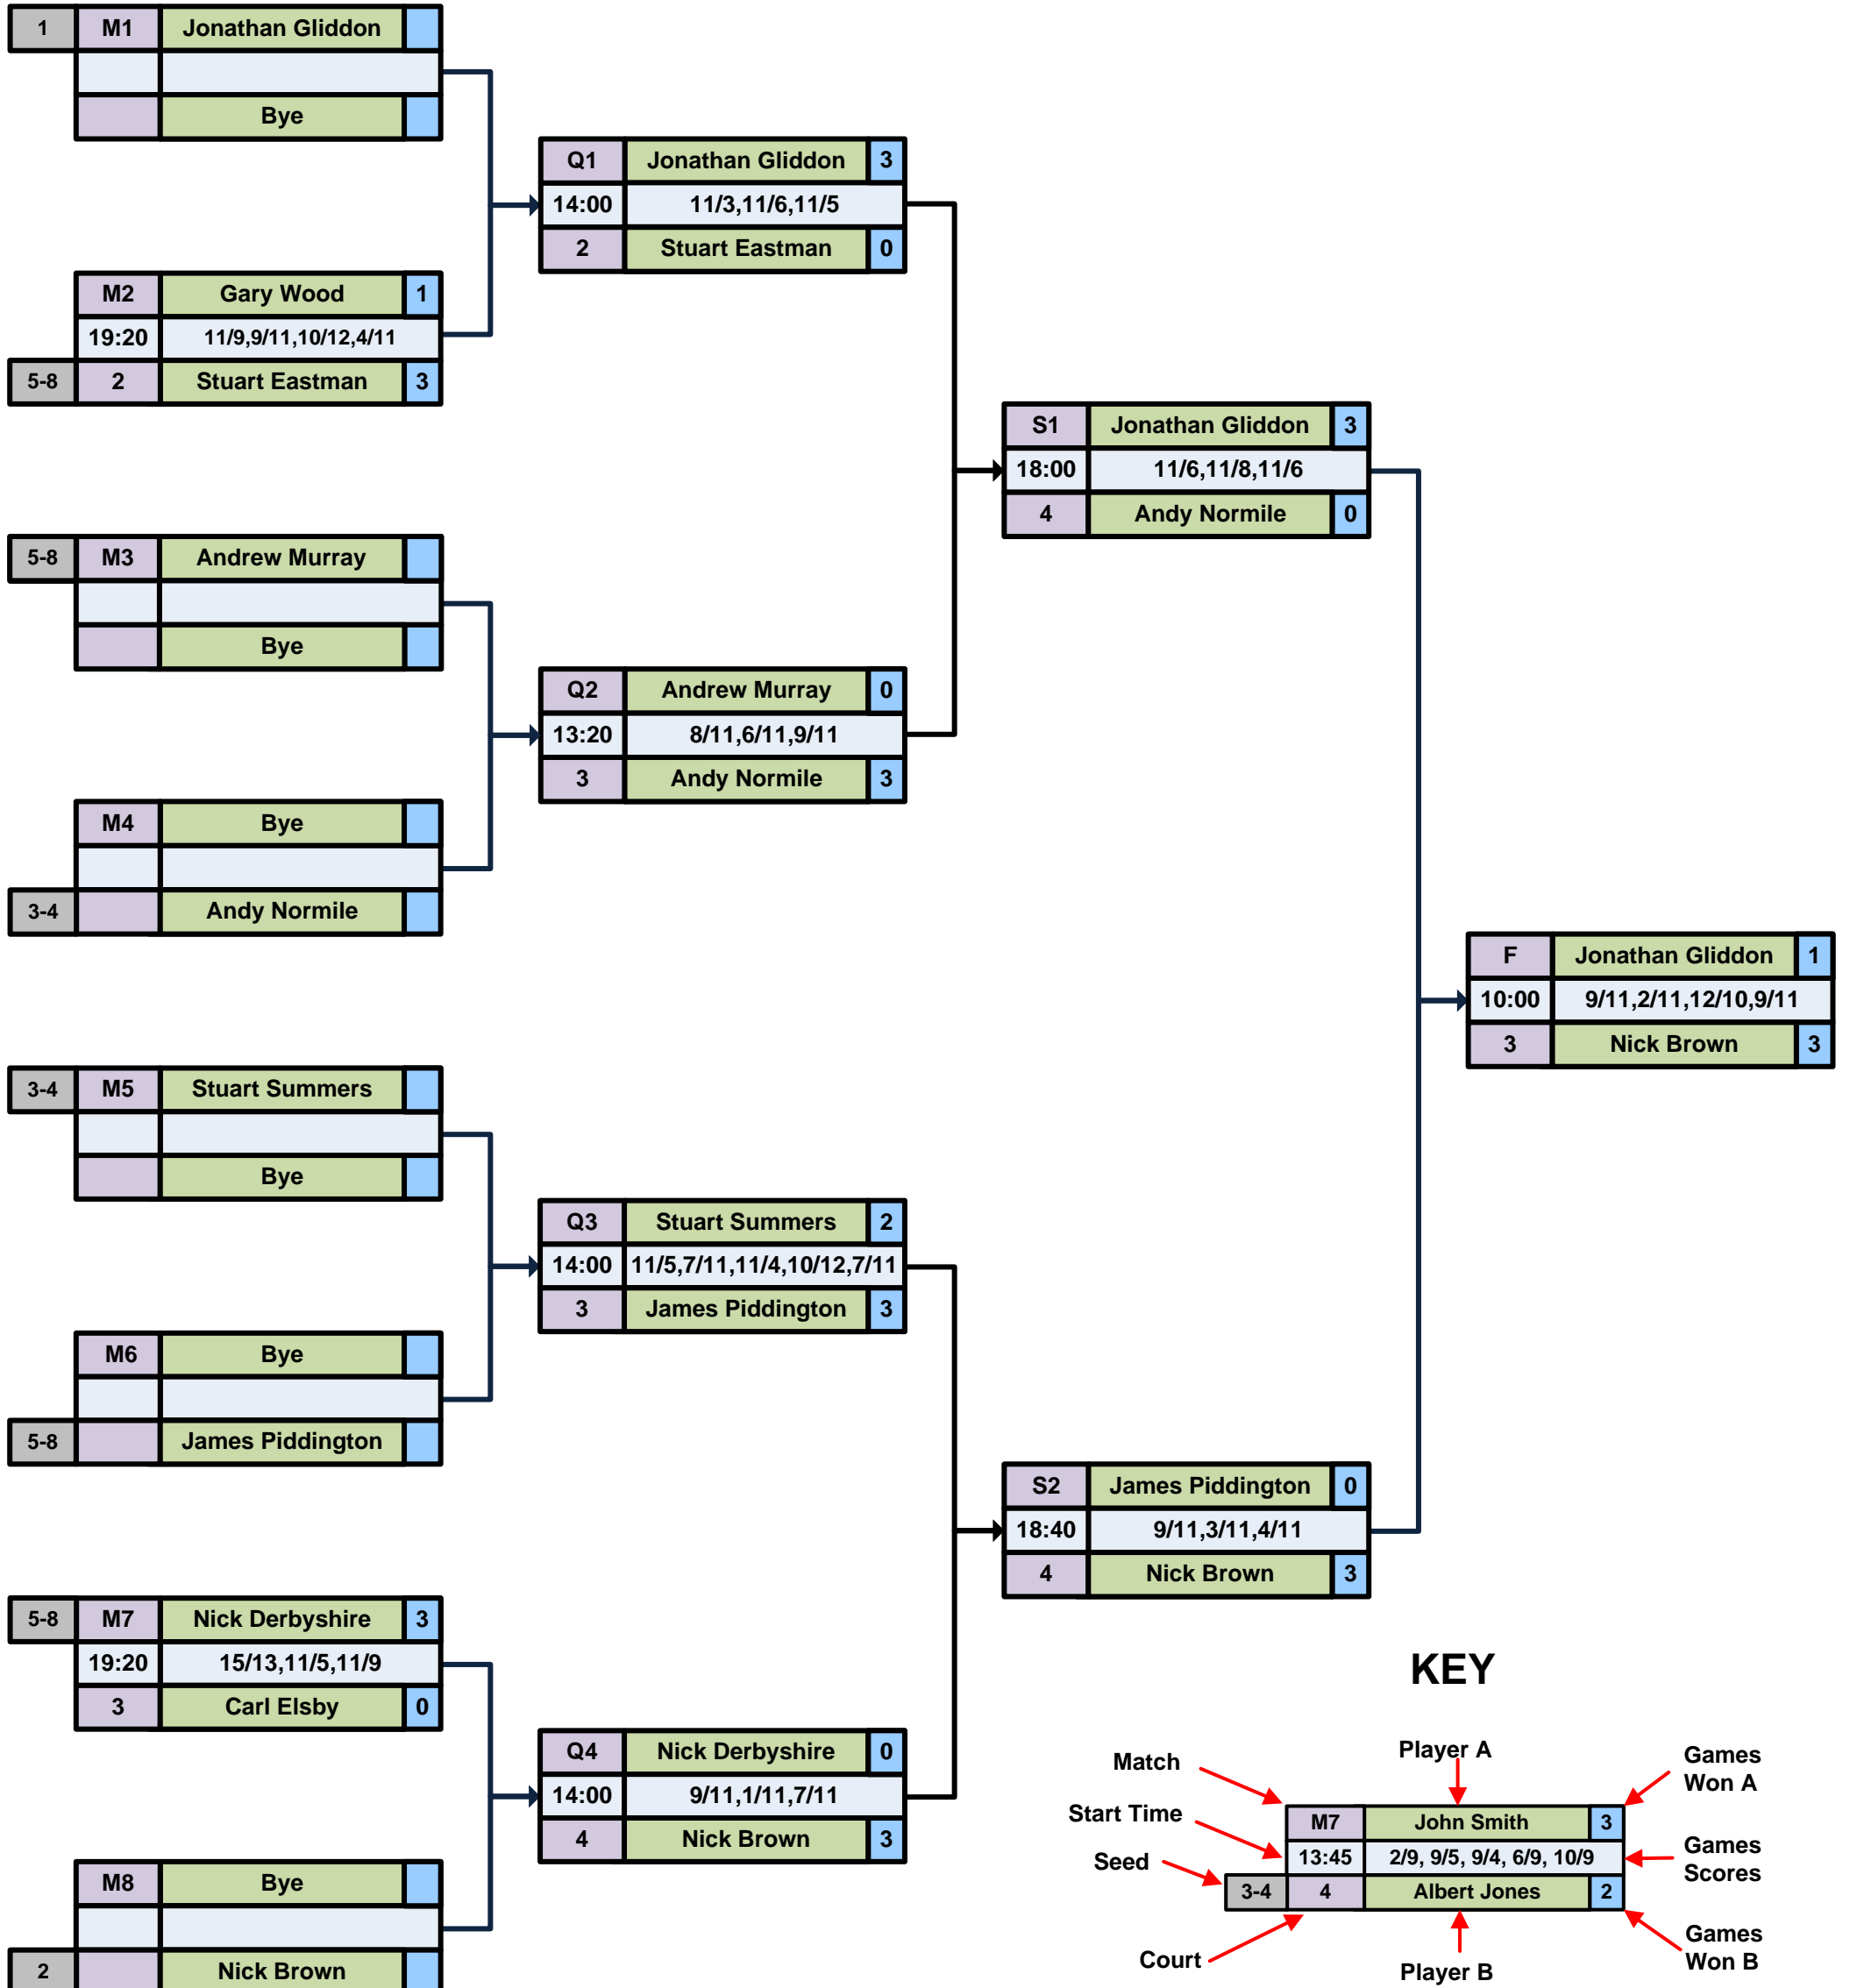 1 M1 Jonathan Gliddon
Bye
M2 Gary Wood 1
19:20 11/9,9/11,10/12,4/11
5-8 2 Stuart Eastman 3
5-8 M3 Andrew Murray
Bye
M4 Bye
3-4 Andy Normile
3-4 M5 Stuart Summers
Bye
M6 Bye
5-8 James Piddington
5-8 M7 Nick Derbyshire 3
19:20 15/13,11/5,11/9
3 Carl Elsby 0
M8 Bye
2 Nick Brown
Q1 Jonathan Gliddon 3
14:00 11/3,11/6,11/5
2 Stuart Eastman 0
Q2 Andrew Murray 0
13:20 8/11,6/11,9/11
3 Andy Normile 3
Q3 Stuart Summers 2
14:00 11/5,7/11,11/4,10/12,7/11
3 James Piddington 3
Q4 Nick Derbyshire 0
14:00 9/11,1/11,7/11
4 Nick Brown 3
S1 Jonathan Gliddon 3
18:00 11/6,11/8,11/6
4 Andy Normile 0
S2 James Piddington 0
18:40 9/11,3/11,4/11
4 Nick Brown 3
F Jonathan Gliddon 1
10:00 9/11,2/11,12/10,9/11
3 Nick Brown 3
KEY
Match
Player A
Games
Won A
Start Time
M7 John Smith 3
13:45 2/9, 9/5, 9/4, 6/9, 10/9
Games
Scores
Seed
3-4 4 Albert Jones 2
Court
Player B
Games
Won B